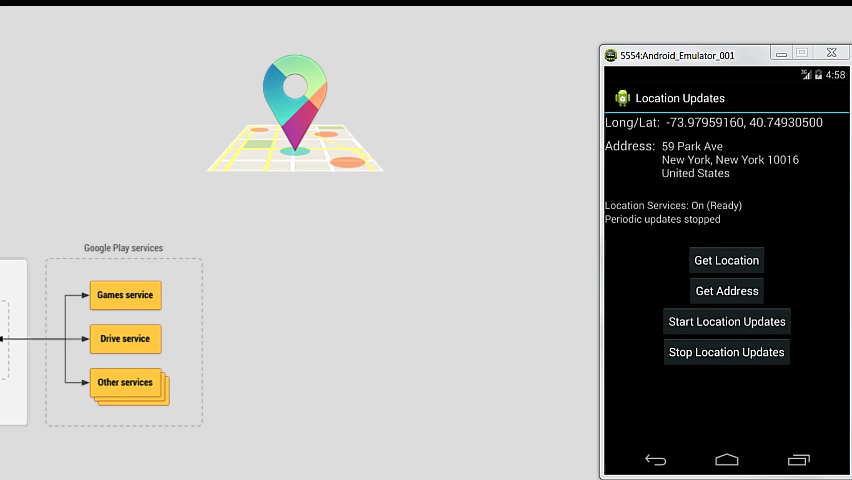 Google Play services
Games service
Drive service
Other services
5554:Android_Emulator_001
3G 4:58
Location Updates
Long/Lat: -73.97959160, 40.74930500
Address: 59 Park Ave
New York, New York 10016
United States
Location Services: On (Ready)
Periodic updates stopped
Get Location
Get Address
Start Location Updates
Stop Location Updates